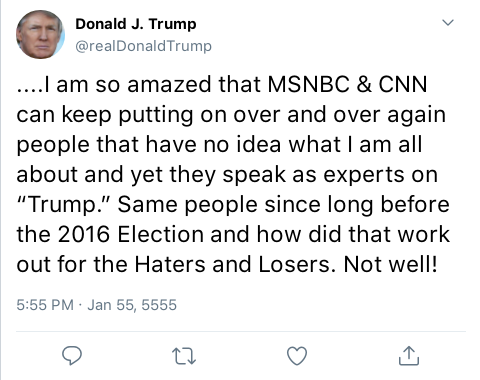 Donald J. Trump
@realDonaldTrump
....I am so amazed that MSNBC & CNN
can keep putting on over and over again
people that have no idea what I am all
about and yet they speak as experts on
“Trump.” Same people since long before
the 2016 Election and how did that work
out for the Haters and Losers. Not well!
5:55 PM · Jan 55, 5555